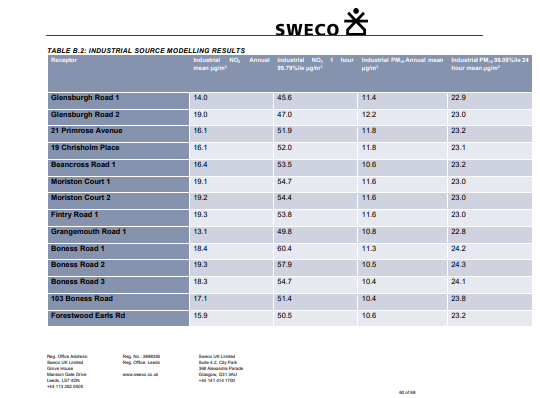 SWECO
TABLE B.2: INDUSTRIAL SOURCE MODELLING RESULTS
Receptor Industrial NO₂ Annual mean µg/m³ Industrial NO₂ 1 hour 99.79%ile µg/m³ Industrial PM₁₀ Annual mean µg/m³ Industrial PM₁₀ 98.08%ile 24 hour mean µg/m³
Glensburgh Road 1 14.0 45.6 11.4 22.9
Glensburgh Road 2 19.0 47.0 12.2 23.0
21 Primrose Avenue 16.1 51.9 11.8 23.2
19 Chrisholm Place 16.1 52.0 11.8 23.1
Beancross Road 1 16.4 53.5 10.6 23.2
Moriston Court 1 19.1 54.7 11.6 23.0
Moriston Court 2 19.2 54.4 11.6 23.0
Fintry Road 1 19.3 53.8 11.6 23.0
Grangemouth Road 1 13.1 49.8 10.8 22.8
Boness Road 1 18.4 60.4 11.3 24.2
Boness Road 2 19.3 57.9 10.5 24.3
Boness Road 3 18.3 54.7 10.4 24.1
103 Boness Road 17.1 51.4 10.4 23.8
Forestwood Earls Rd 15.9 50.5 10.6 23.2
Reg. Office Address: Reg. No.: 2888385 Sweco UK Limited
Sweco UK Limited Reg. Office: Leeds Suite 4.2, City Park
Grove House 368 Alexandra Parade
Mansion Gate Drive www.sweco.co.uk Glasgow, G31 3AU
Leeds, LS7 4DN +44 141 414 1700
+44 113 262 0000
60 of 68